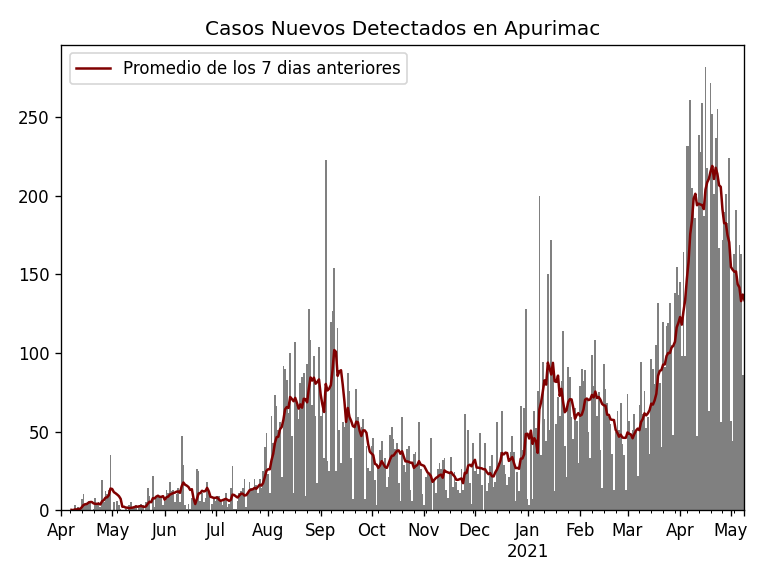 Casos Nuevos Detectados en Apurimac
Promedio de los 7 dias anteriores
250
200
150
100
50
0
Apr May Jun Jul Aug Sep Oct Nov Dec Jan Feb Mar Apr May
2021